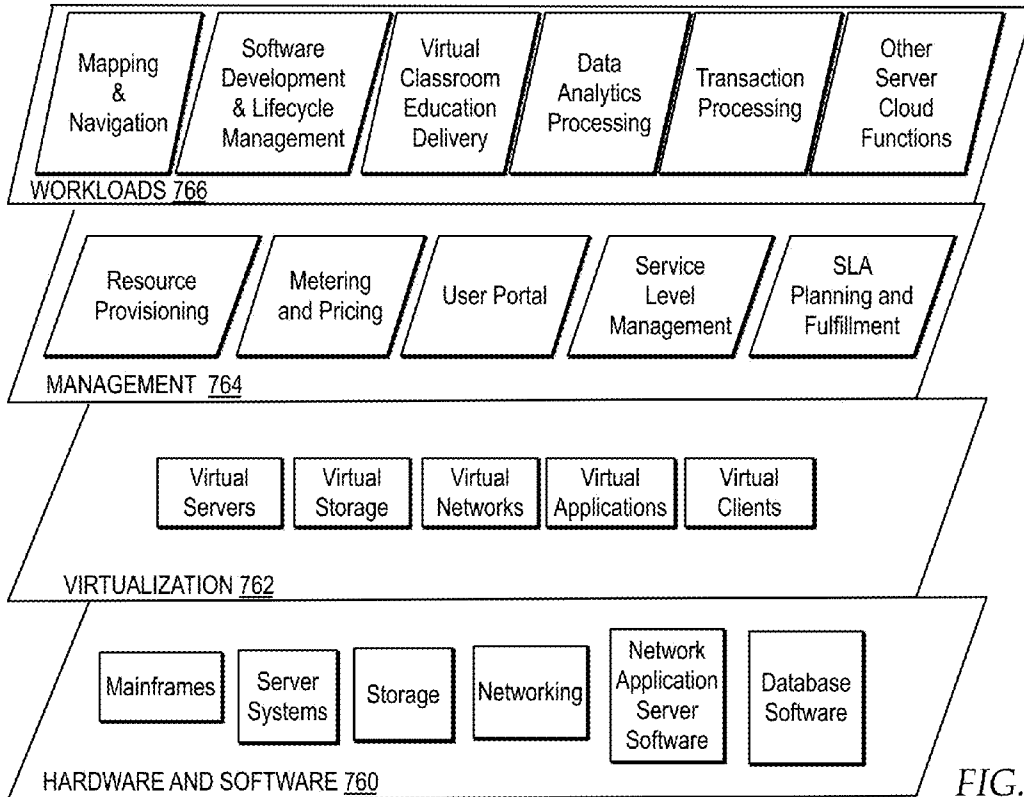 Mapping
&
Navigation
Software
Development
& Lifecycle
Management
Virtual
Classroom
Education
Delivery
Data
Analytics
Processing
Transaction
Processing
Other
Server
Cloud
Functions
WORKLOADS 766
Resource
Provisioning
Metering
and Pricing
User Portal
Service
Level
Management
SLA
Planning and
Fulfillment
MANAGEMENT 764
Virtual
Servers
Virtual
Storage
Virtual
Networks
Virtual
Applications
Virtual
Clients
VIRTUALIZATION 762
Mainframes
Server
Systems
Storage
Networking
Network
Application
Server
Software
Database
Software
HARDWARE AND SOFTWARE 760
FIG.